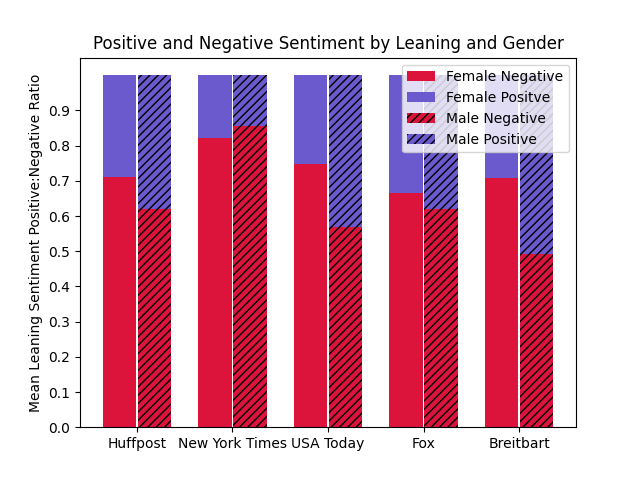 Positive and Negative Sentiment by Leaning and Gender
Mean Leaning Sentiment Positive:Negative Ratio
0.9
0.8
0.7
0.6
0.5
0.4
0.3
0.2
0.1
0.0
Female Negative
Female Positve
Male Negative
Male Positive
Huffpost New York Times USA Today Fox Breitbart